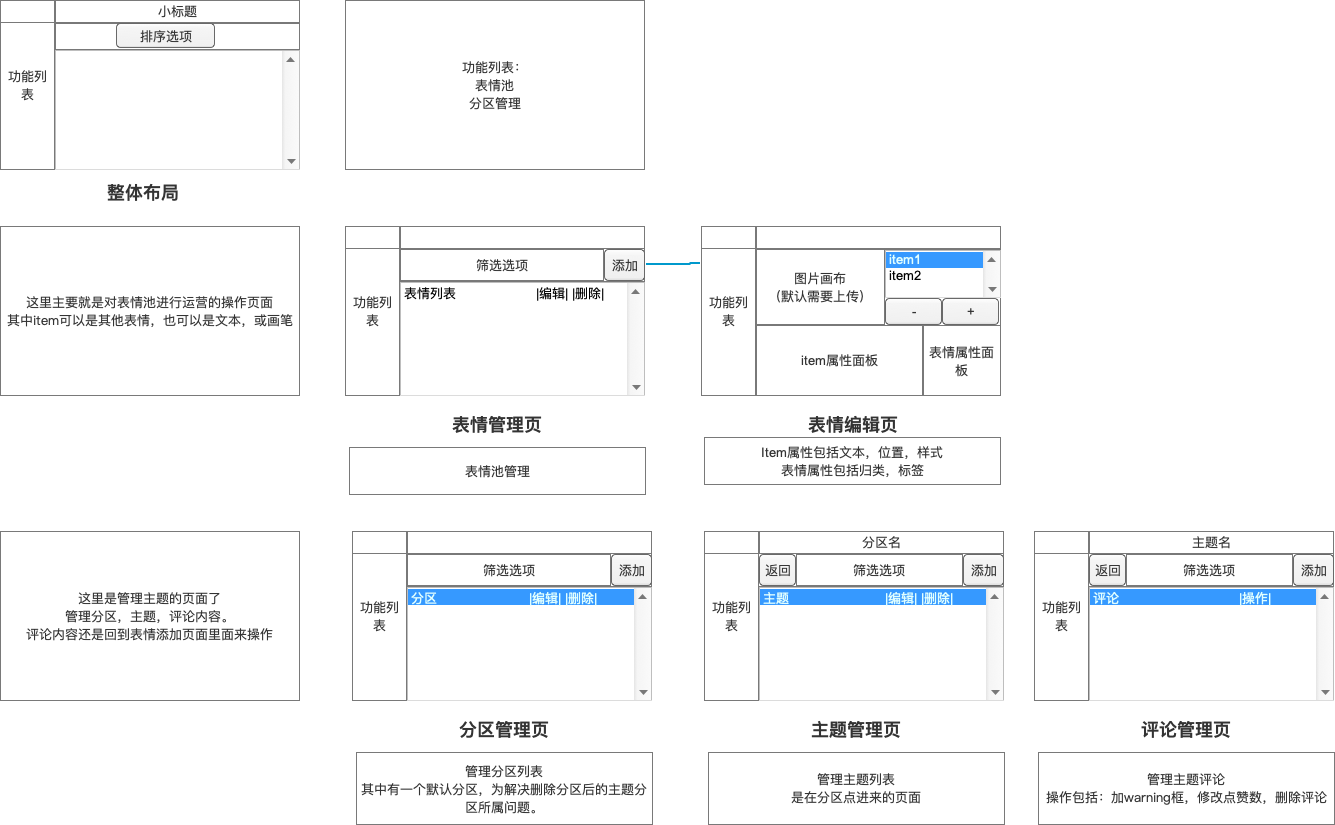 小标题
排序选项
功能列
表
整体布局
功能列表：
表情池
分区管理
这里主要就是对表情池进行运营的操作页面
其中item可以是其他表情，也可以是文本，或画笔
筛选选项
添加
功能列
表
表情列表 |编辑| |删除|
表情管理页
表情池管理
功能列
表
图片画布
（默认需要上传）
item1
item2
-
+
item属性面板
表情属性面
板
表情编辑页
Item属性包括文本，位置，样式
表情属性包括归类，标签
这里是管理主题的页面了
管理分区，主题，评论内容。
评论内容还是回到表情添加页面里面来操作
筛选选项
添加
功能列
表
分区 |编辑| |删除|
分区管理页
管理分区列表
其中有一个默认分区，为解决删除分区后的主题分
区所属问题。
分区名
返回
筛选选项
添加
功能列
表
主题 |编辑| |删除|
主题管理页
管理主题列表
是在分区点进来的页面
主题名
返回
筛选选项
添加
功能列
表
评论 |操作|
评论管理页
管理主题评论
操作包括：加warning框，修改点赞数，删除评论